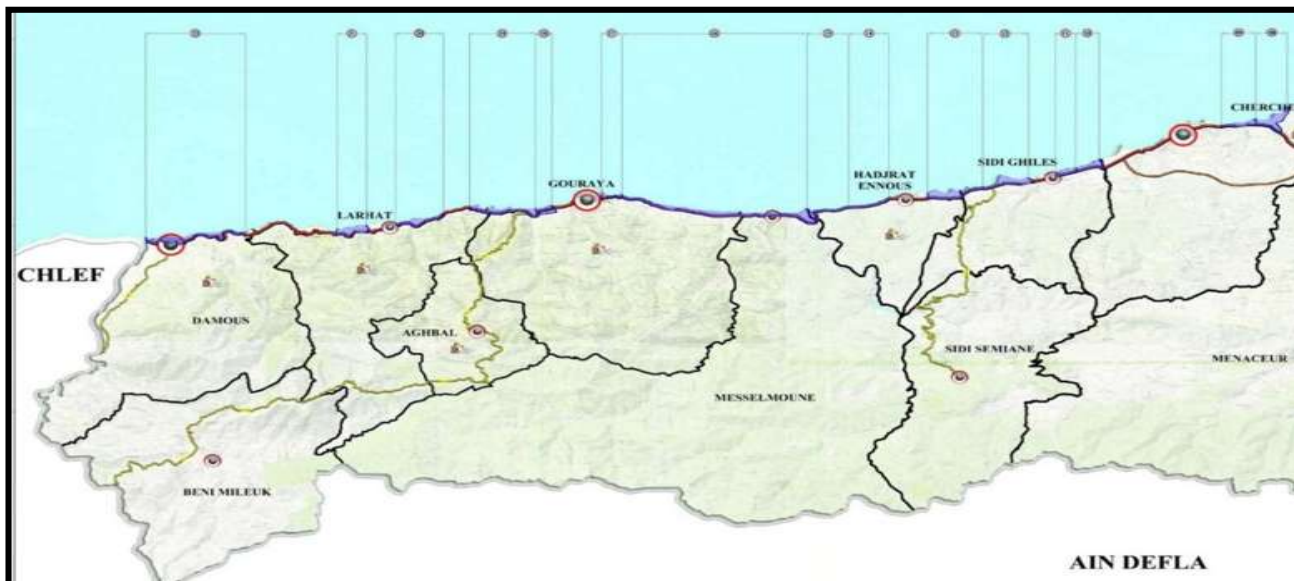 CHERCHE
SIDI GHILES
HADJRAT
ENNOUS
GOURAYA
LARHAT
CHLEF
DAMOUS
AGHBAL
SIDI SEMIANE
MENACEUR
MESSELMOUNE
BENI MILEUK
AIN DEFLA